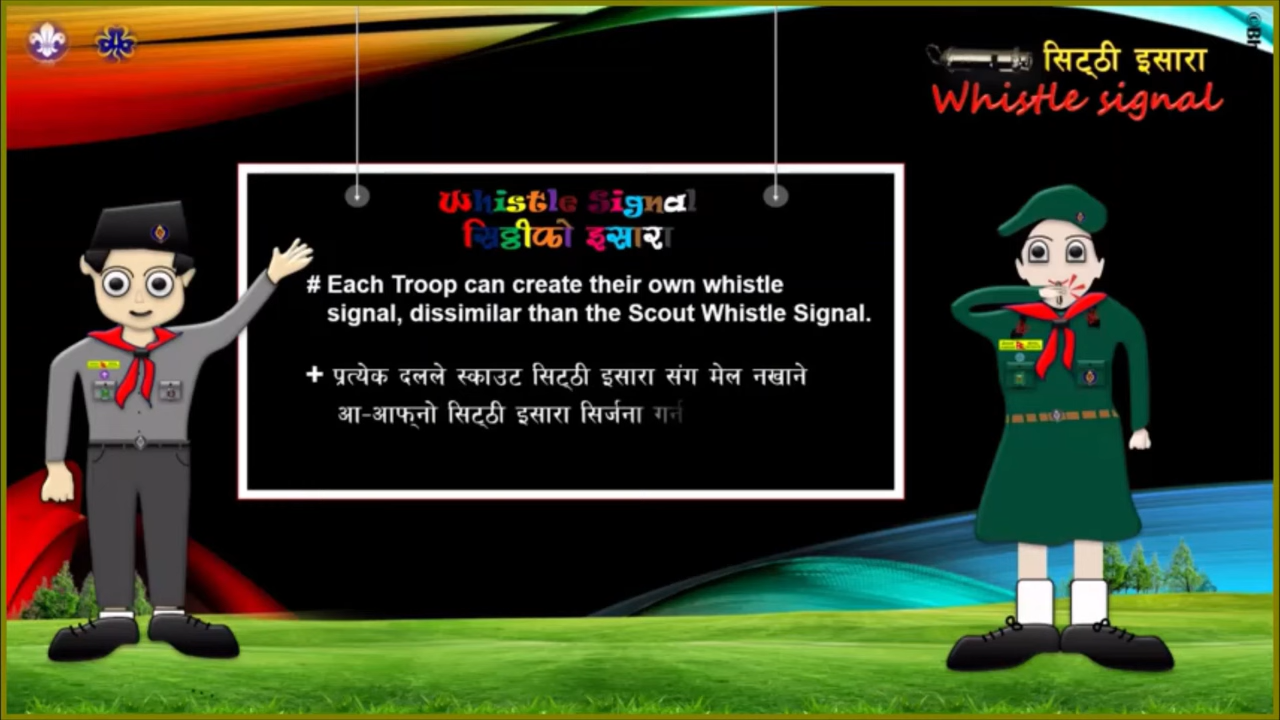 सिट्ठी इसारा
Whistle signal
Whistle Signal
सिट्ठीको इसारा
# Each Troop can create their own whistle
signal, dissimilar than the Scout Whistle Signal.
+ प्रत्येक दलले स्काउट सिट्ठी इसारा संग मेल नखाने
आ-आफ्नो सिट्ठी इसारा सिर्जना गर्न